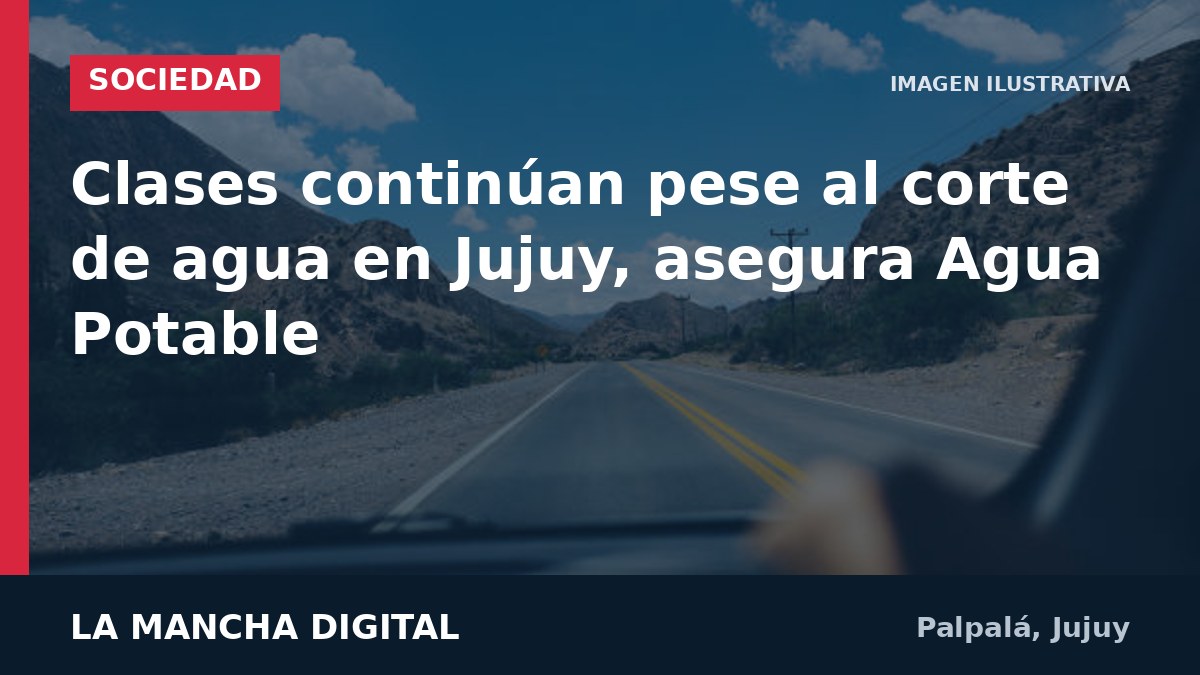 SOCIEDAD
IMAGEN ILUSTRATIVA
Clases continúan pese al corte
de agua en Jujuy, asegura Agua
Potable
LA MANCHA DIGITAL
Palpalá, Jujuy